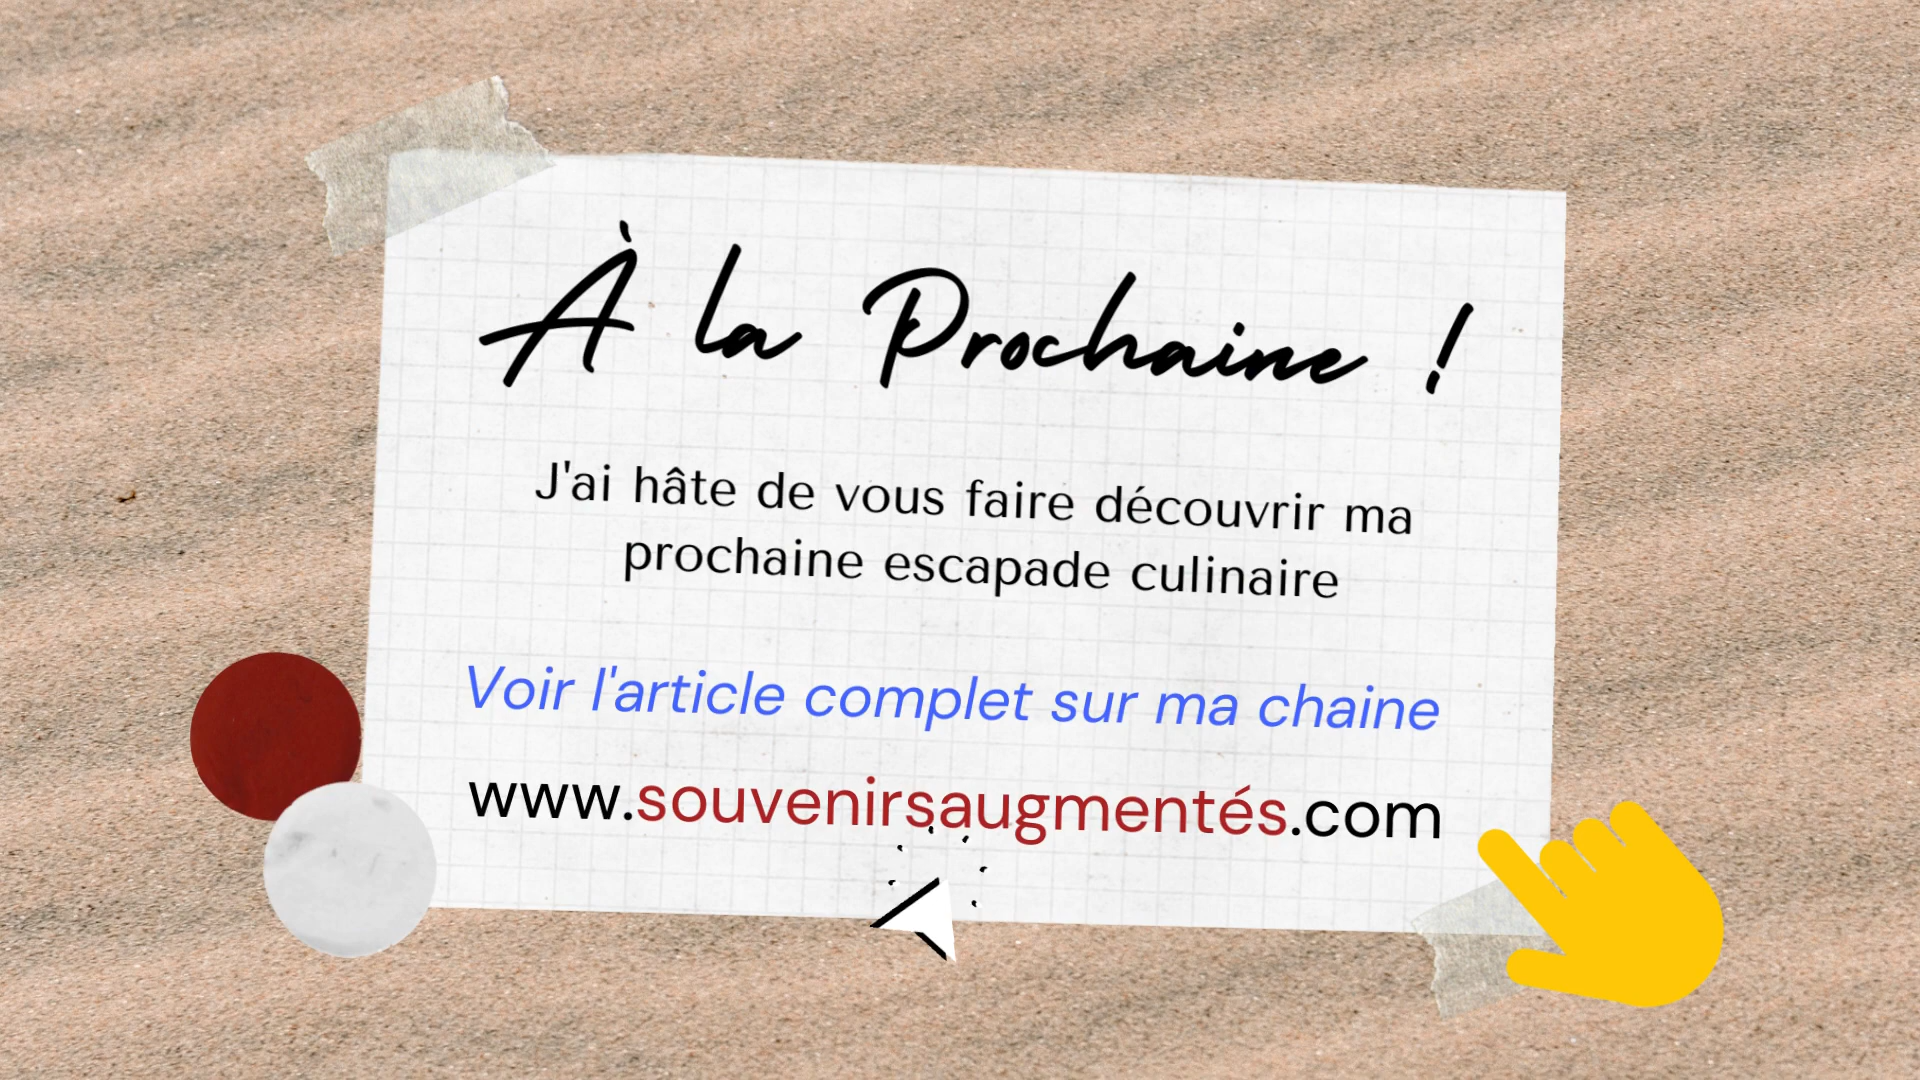 À la Prochaine !
J'ai hâte de vous faire découvrir ma
prochaine escapade culinaire
Voir l'article complet sur ma chaine
www.souvenirsaugmentés.com